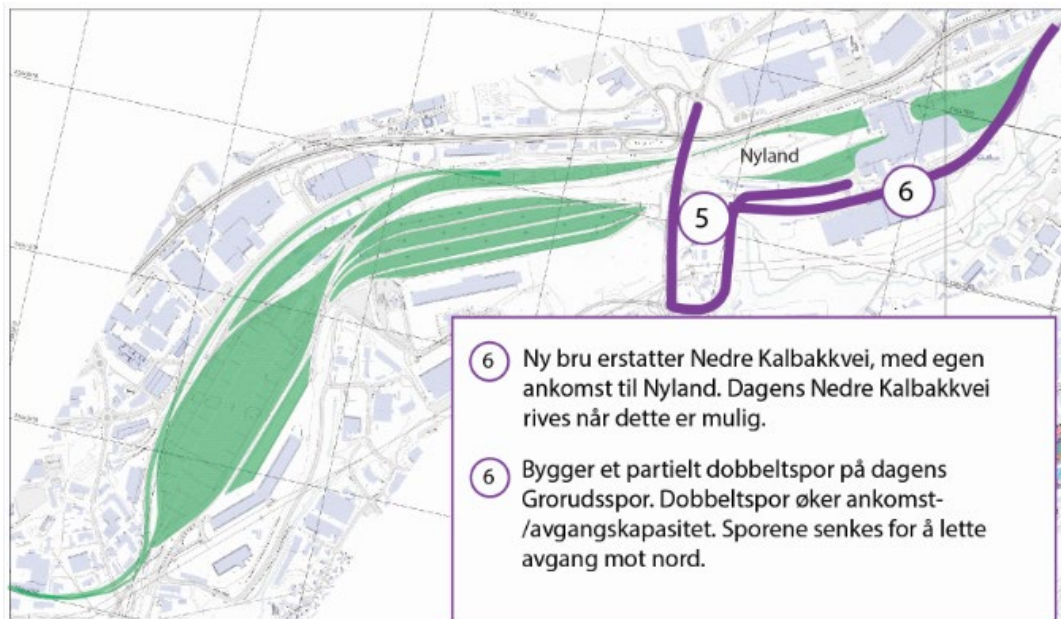 Nyland
5
6
6 Ny bru erstatter Nedre Kalbakkvei, med egen
ankomst til Nyland. Dagens Nedre Kalbakkvei
rives når dette er mulig.
6 Bygger et partielt dobbeltspor på dagens
Grorudsspor. Dobbeltspor øker ankomst-
/avgangskapasitet. Sporene senkes for å lette
avgang mot nord.